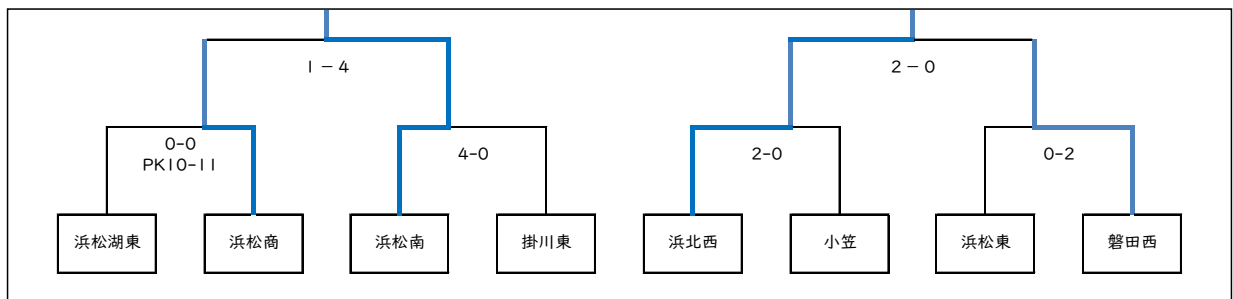 1－4
2－0
0-0
PK10-11
4-0
2-0
0-2
浜松湖東
浜松商
浜松南
掛川東
浜北西
小笠
浜松東
磐田西